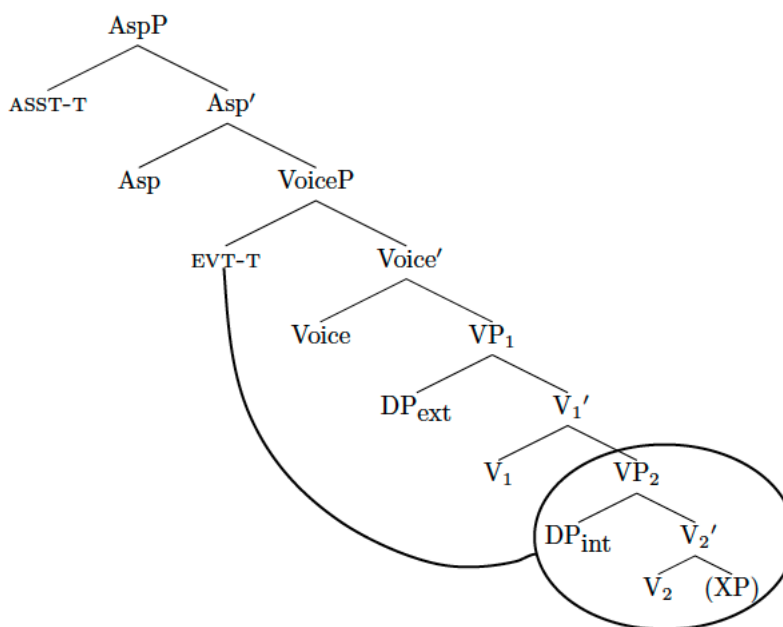 AspP
ASST-T Asp′
Asp VoiceP
EVT-T Voice′
Voice VP₁
DPext V₁′
V₁ VP₂
DPint V₂′
V₂ (XP)